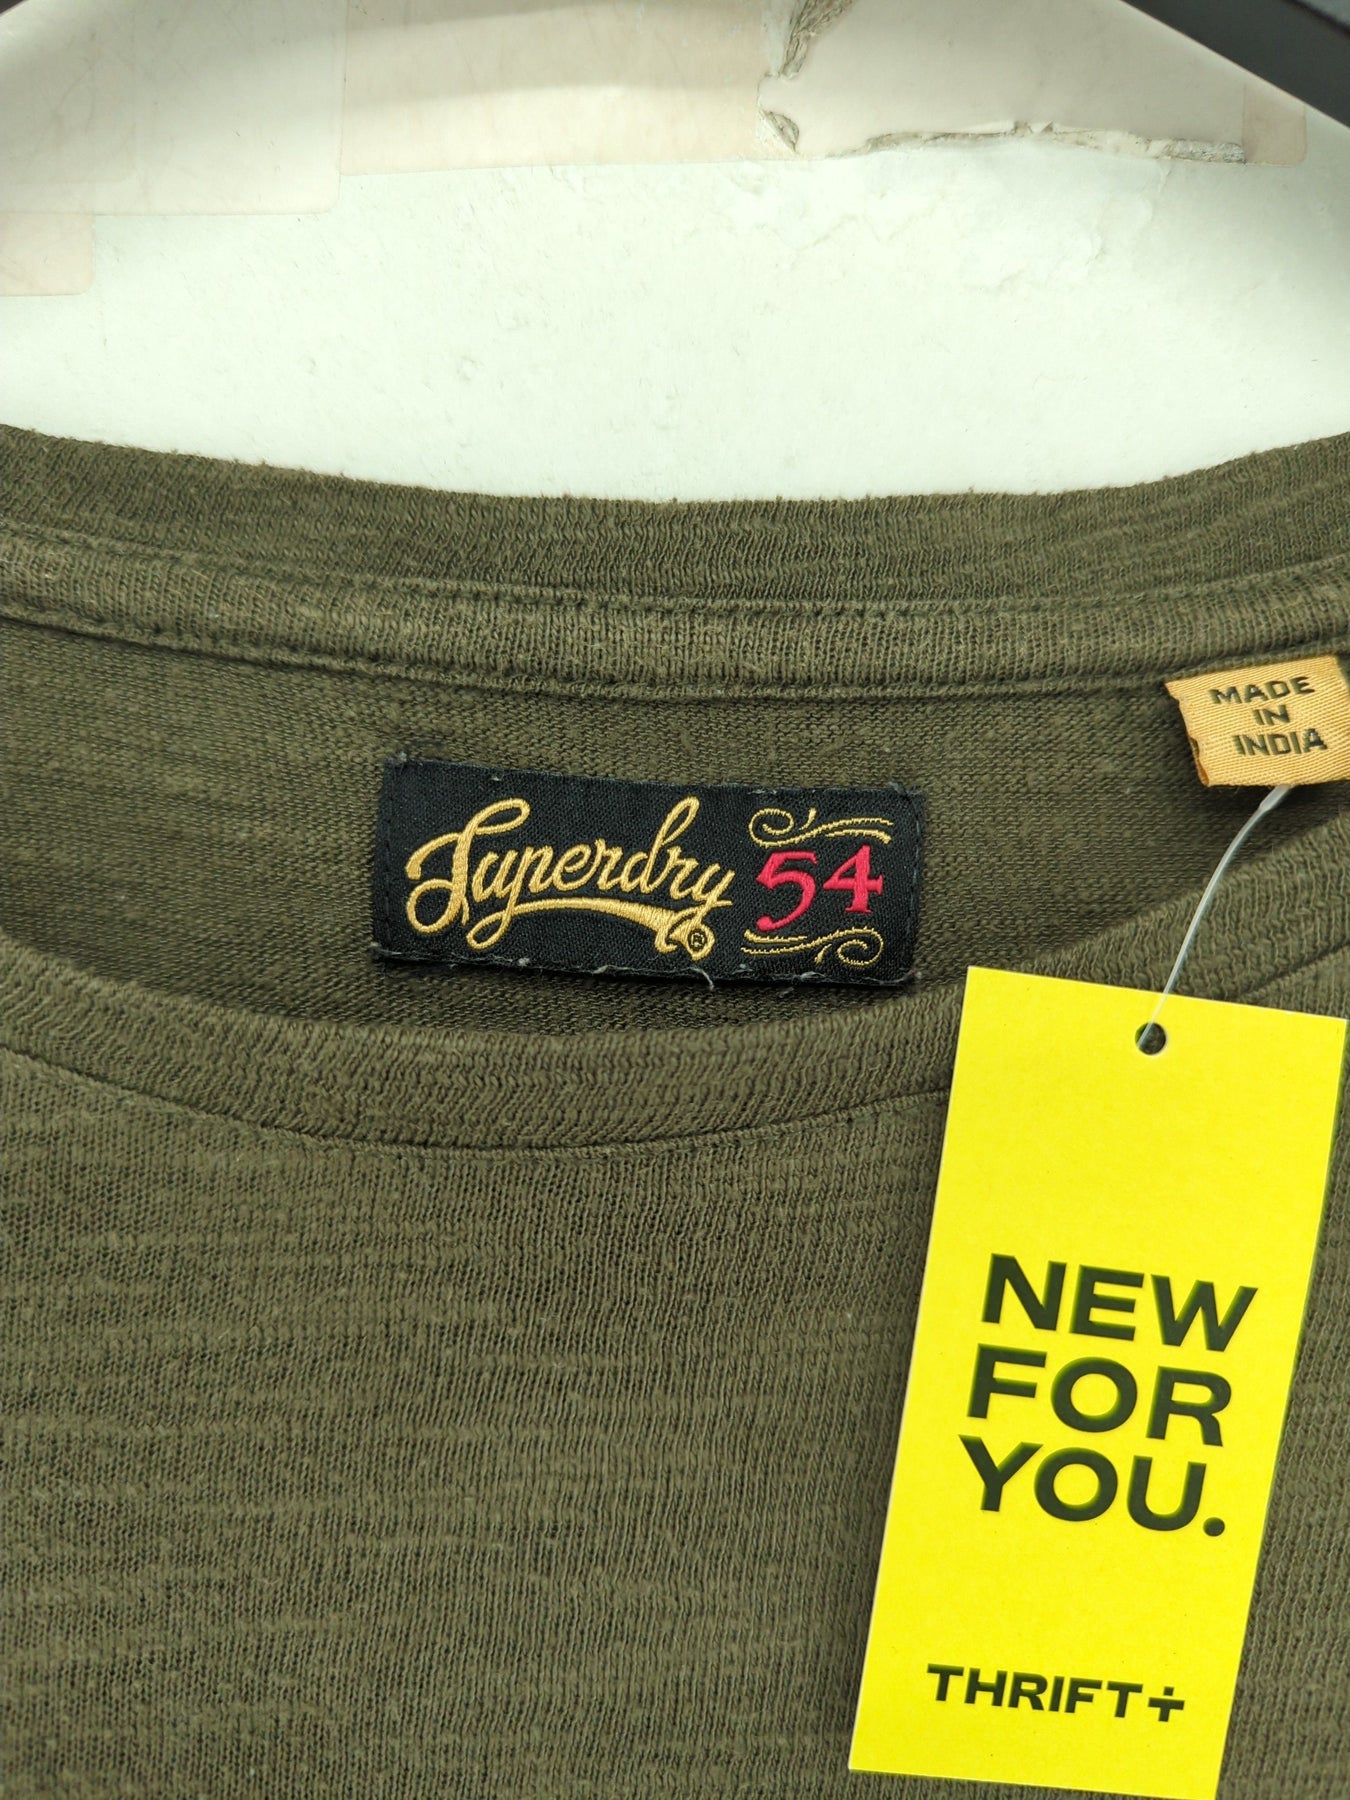 MADE
IN
INDIA
Superdry 54
®
NEW
FOR
YOU.
THRIFT+